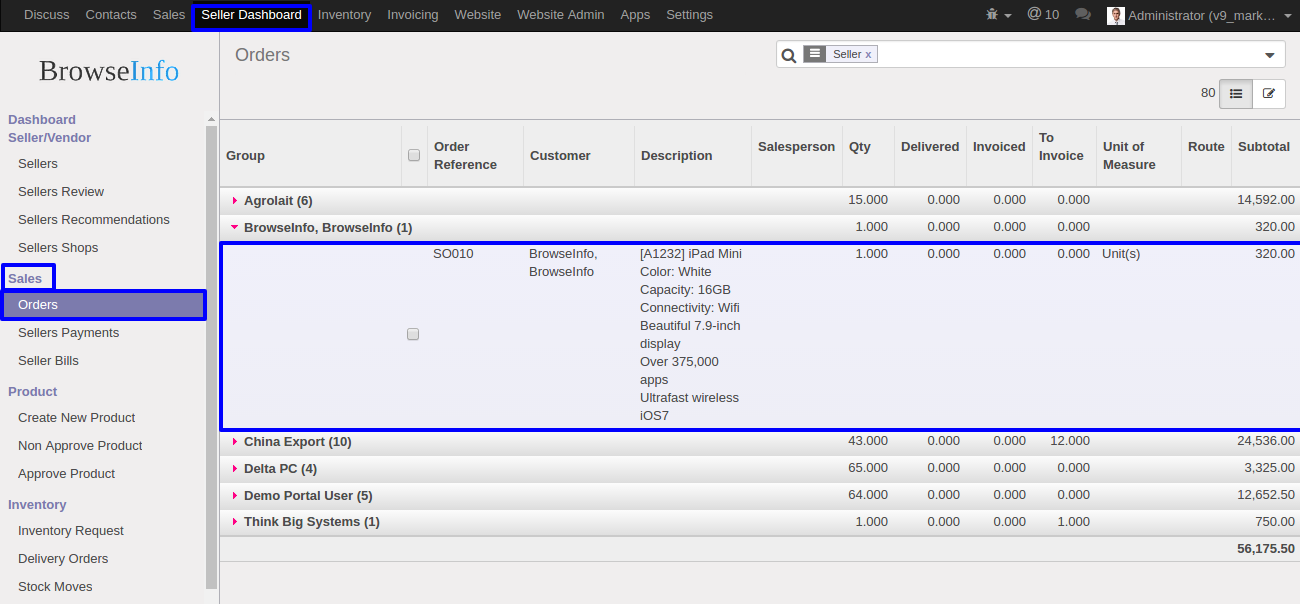 Discuss Contacts Sales Seller Dashboard Inventory Invoicing Website Website Admin Apps Settings @ 10 Administrator (v9_mark...
BrowseInfo
Dashboard
Seller/Vendor
Sellers
Sellers Review
Sellers Recommendations
Sellers Shops
Sales
Orders
Sellers Payments
Seller Bills
Product
Create New Product
Non Approve Product
Approve Product
Inventory
Inventory Request
Delivery Orders
Stock Moves
Orders
Seller x
80
Group Order Reference Customer Description Salesperson Qty Delivered Invoiced To Invoice Unit of Measure Route Subtotal
Agrolait (6) 15.000 0.000 0.000 0.000 14,592.00
BrowseInfo, BrowseInfo (1) 1.000 0.000 0.000 0.000 320.00
SO010 BrowseInfo, [A1232] iPad Mini 1.000 0.000 0.000 0.000 Unit(s) 320.00
BrowseInfo Color: White
Capacity: 16GB
Connectivity: Wifi
Beautiful 7.9-inch
display
Over 375,000
apps
Ultrafast wireless
iOS7
China Export (10) 43.000 0.000 0.000 12.000 24,536.00
Delta PC (4) 65.000 0.000 0.000 0.000 3,325.00
Demo Portal User (5) 64.000 0.000 0.000 0.000 12,652.50
Think Big Systems (1) 1.000 0.000 0.000 1.000 750.00
56,175.50